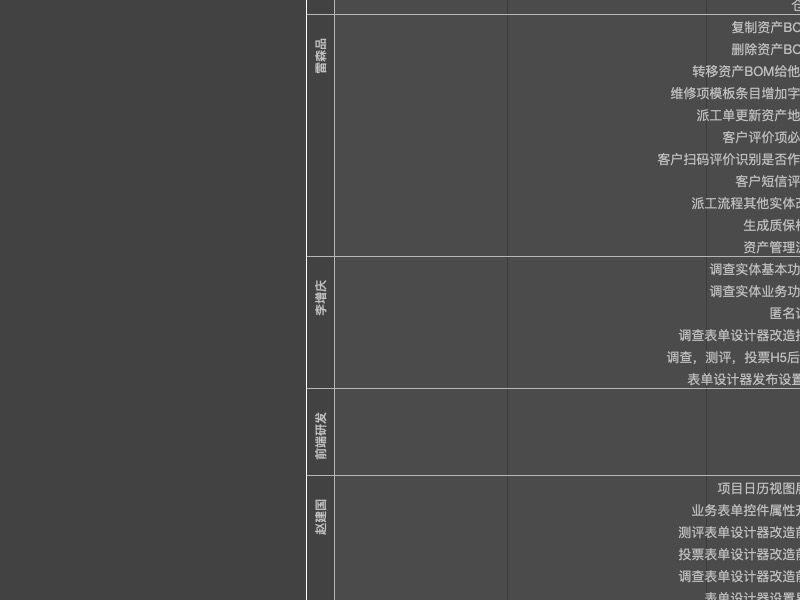 雷森品
复制资产BO
删除资产BO
转移资产BOM给他
维修项模板条目增加字
派工单更新资产地
客户评价项必
客户扫码评价识别是否作
客户短信评
派工流程其他实体改
生成质保
资产管理
李增庆
调查实体基本功
调查实体业务功
匿名
调查表单设计器改造
调查，测评，投票H5后
表单设计器发布设置
前端研发
赵建国
项目日历视图
业务表单控件属性
测评表单设计器改造
投票表单设计器改造
调查表单设计器改造
表单设计器设置